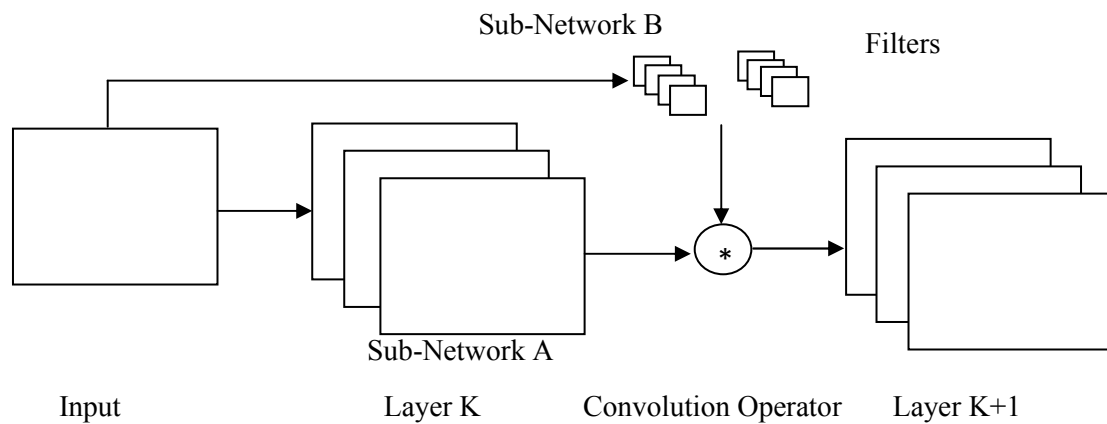 Sub-Network B
Filters
*
Sub-Network A
Input
Layer K
Convolution Operator
Layer K+1